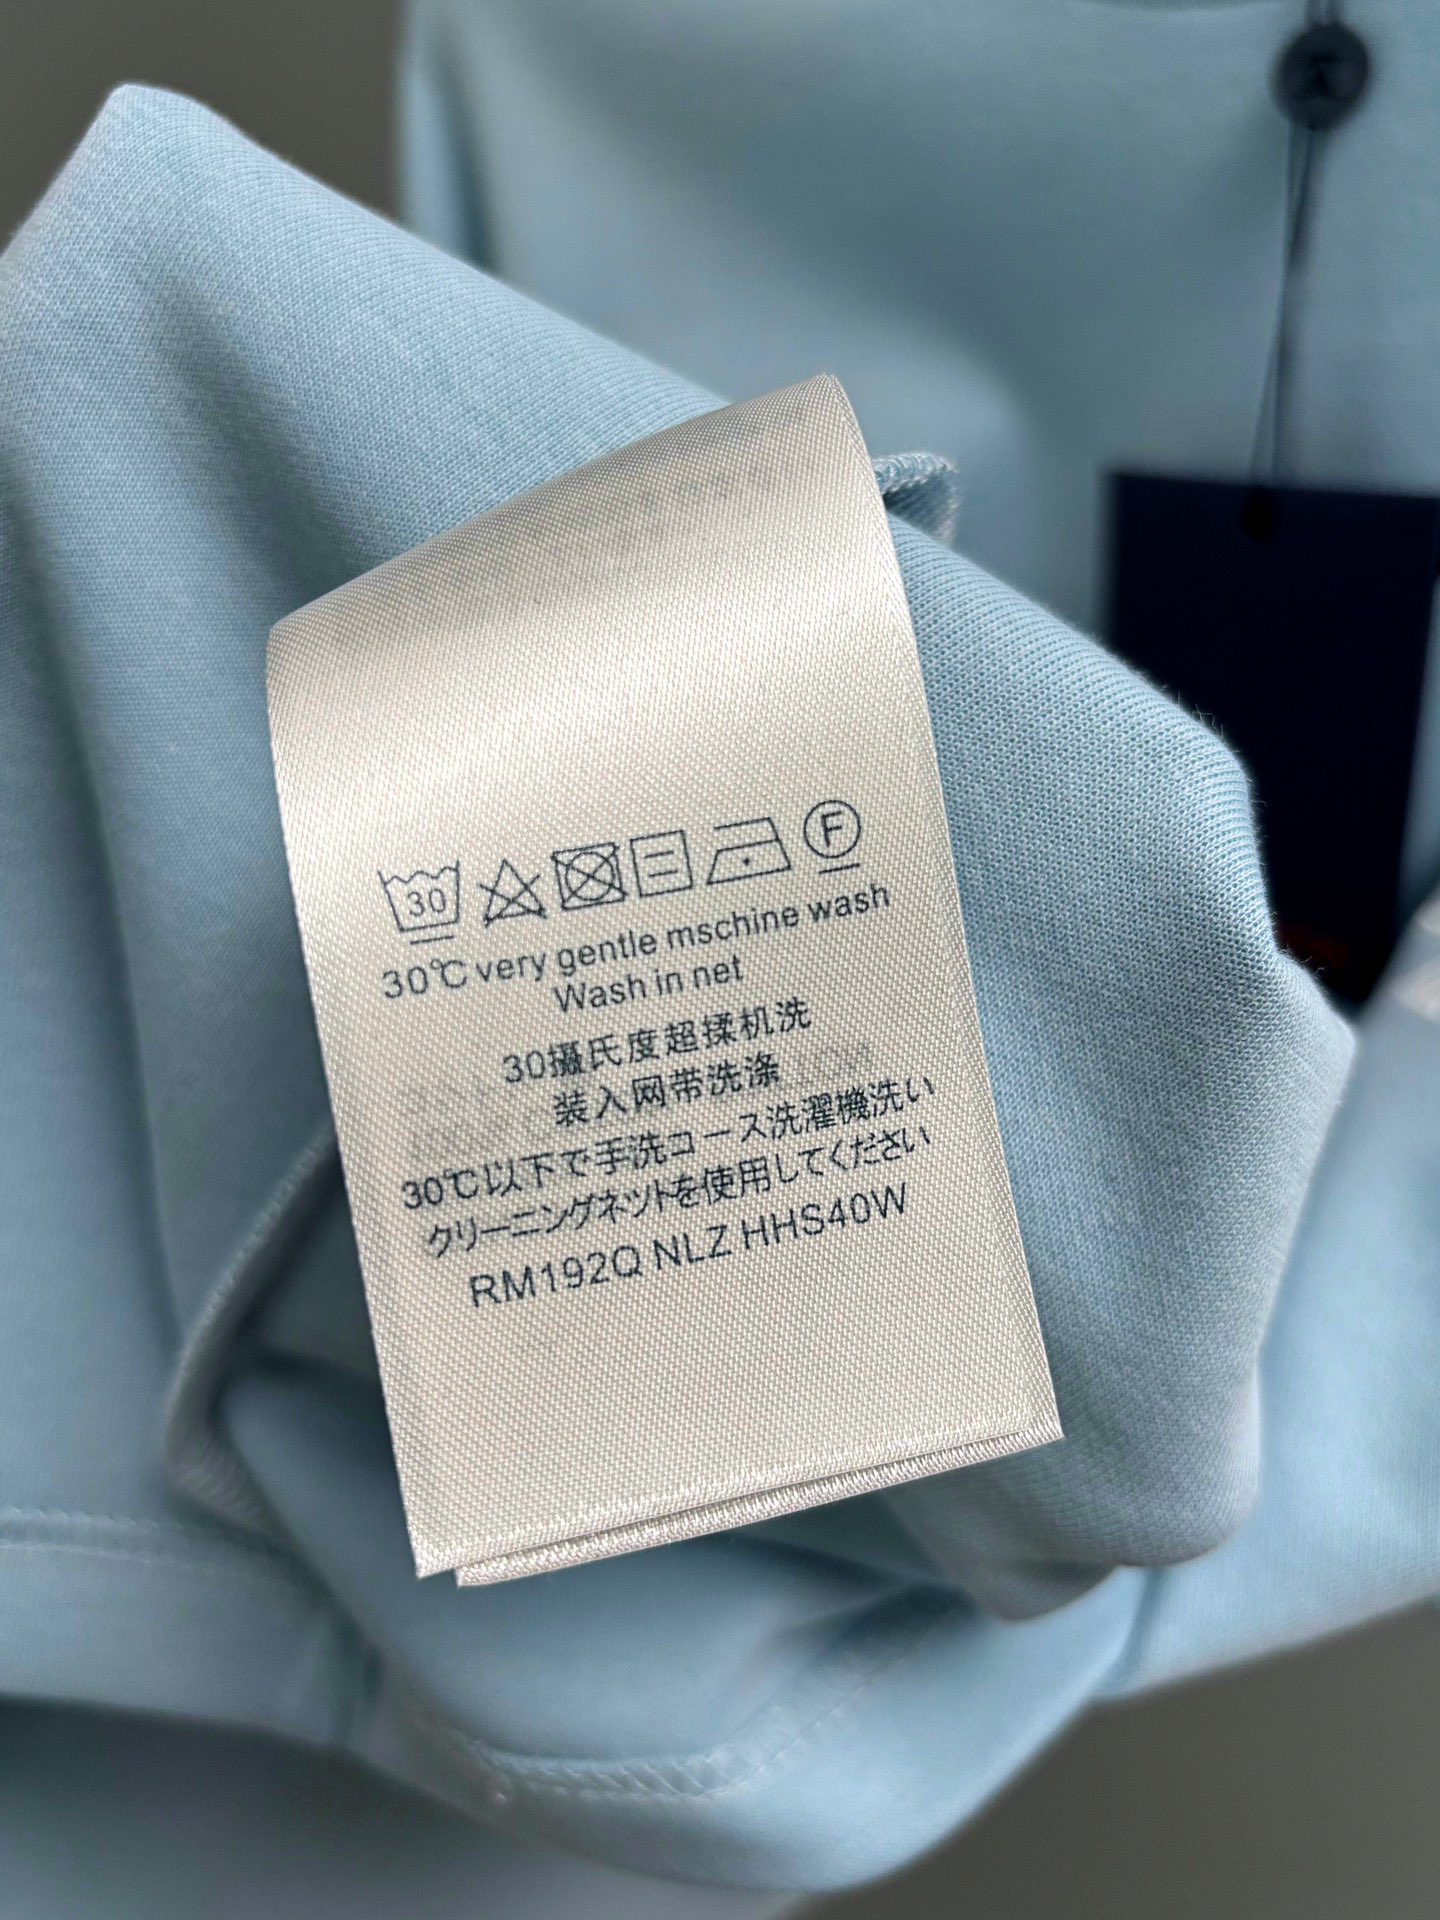 30 F
30℃ very gentle mschine wash
Wash in net
30攝氏度超揉机洗
装入网带洗涤
30℃以下で手洗コース洗濯機洗い
クリーニングネットを使用してください
RM192Q NLZ HHS40W